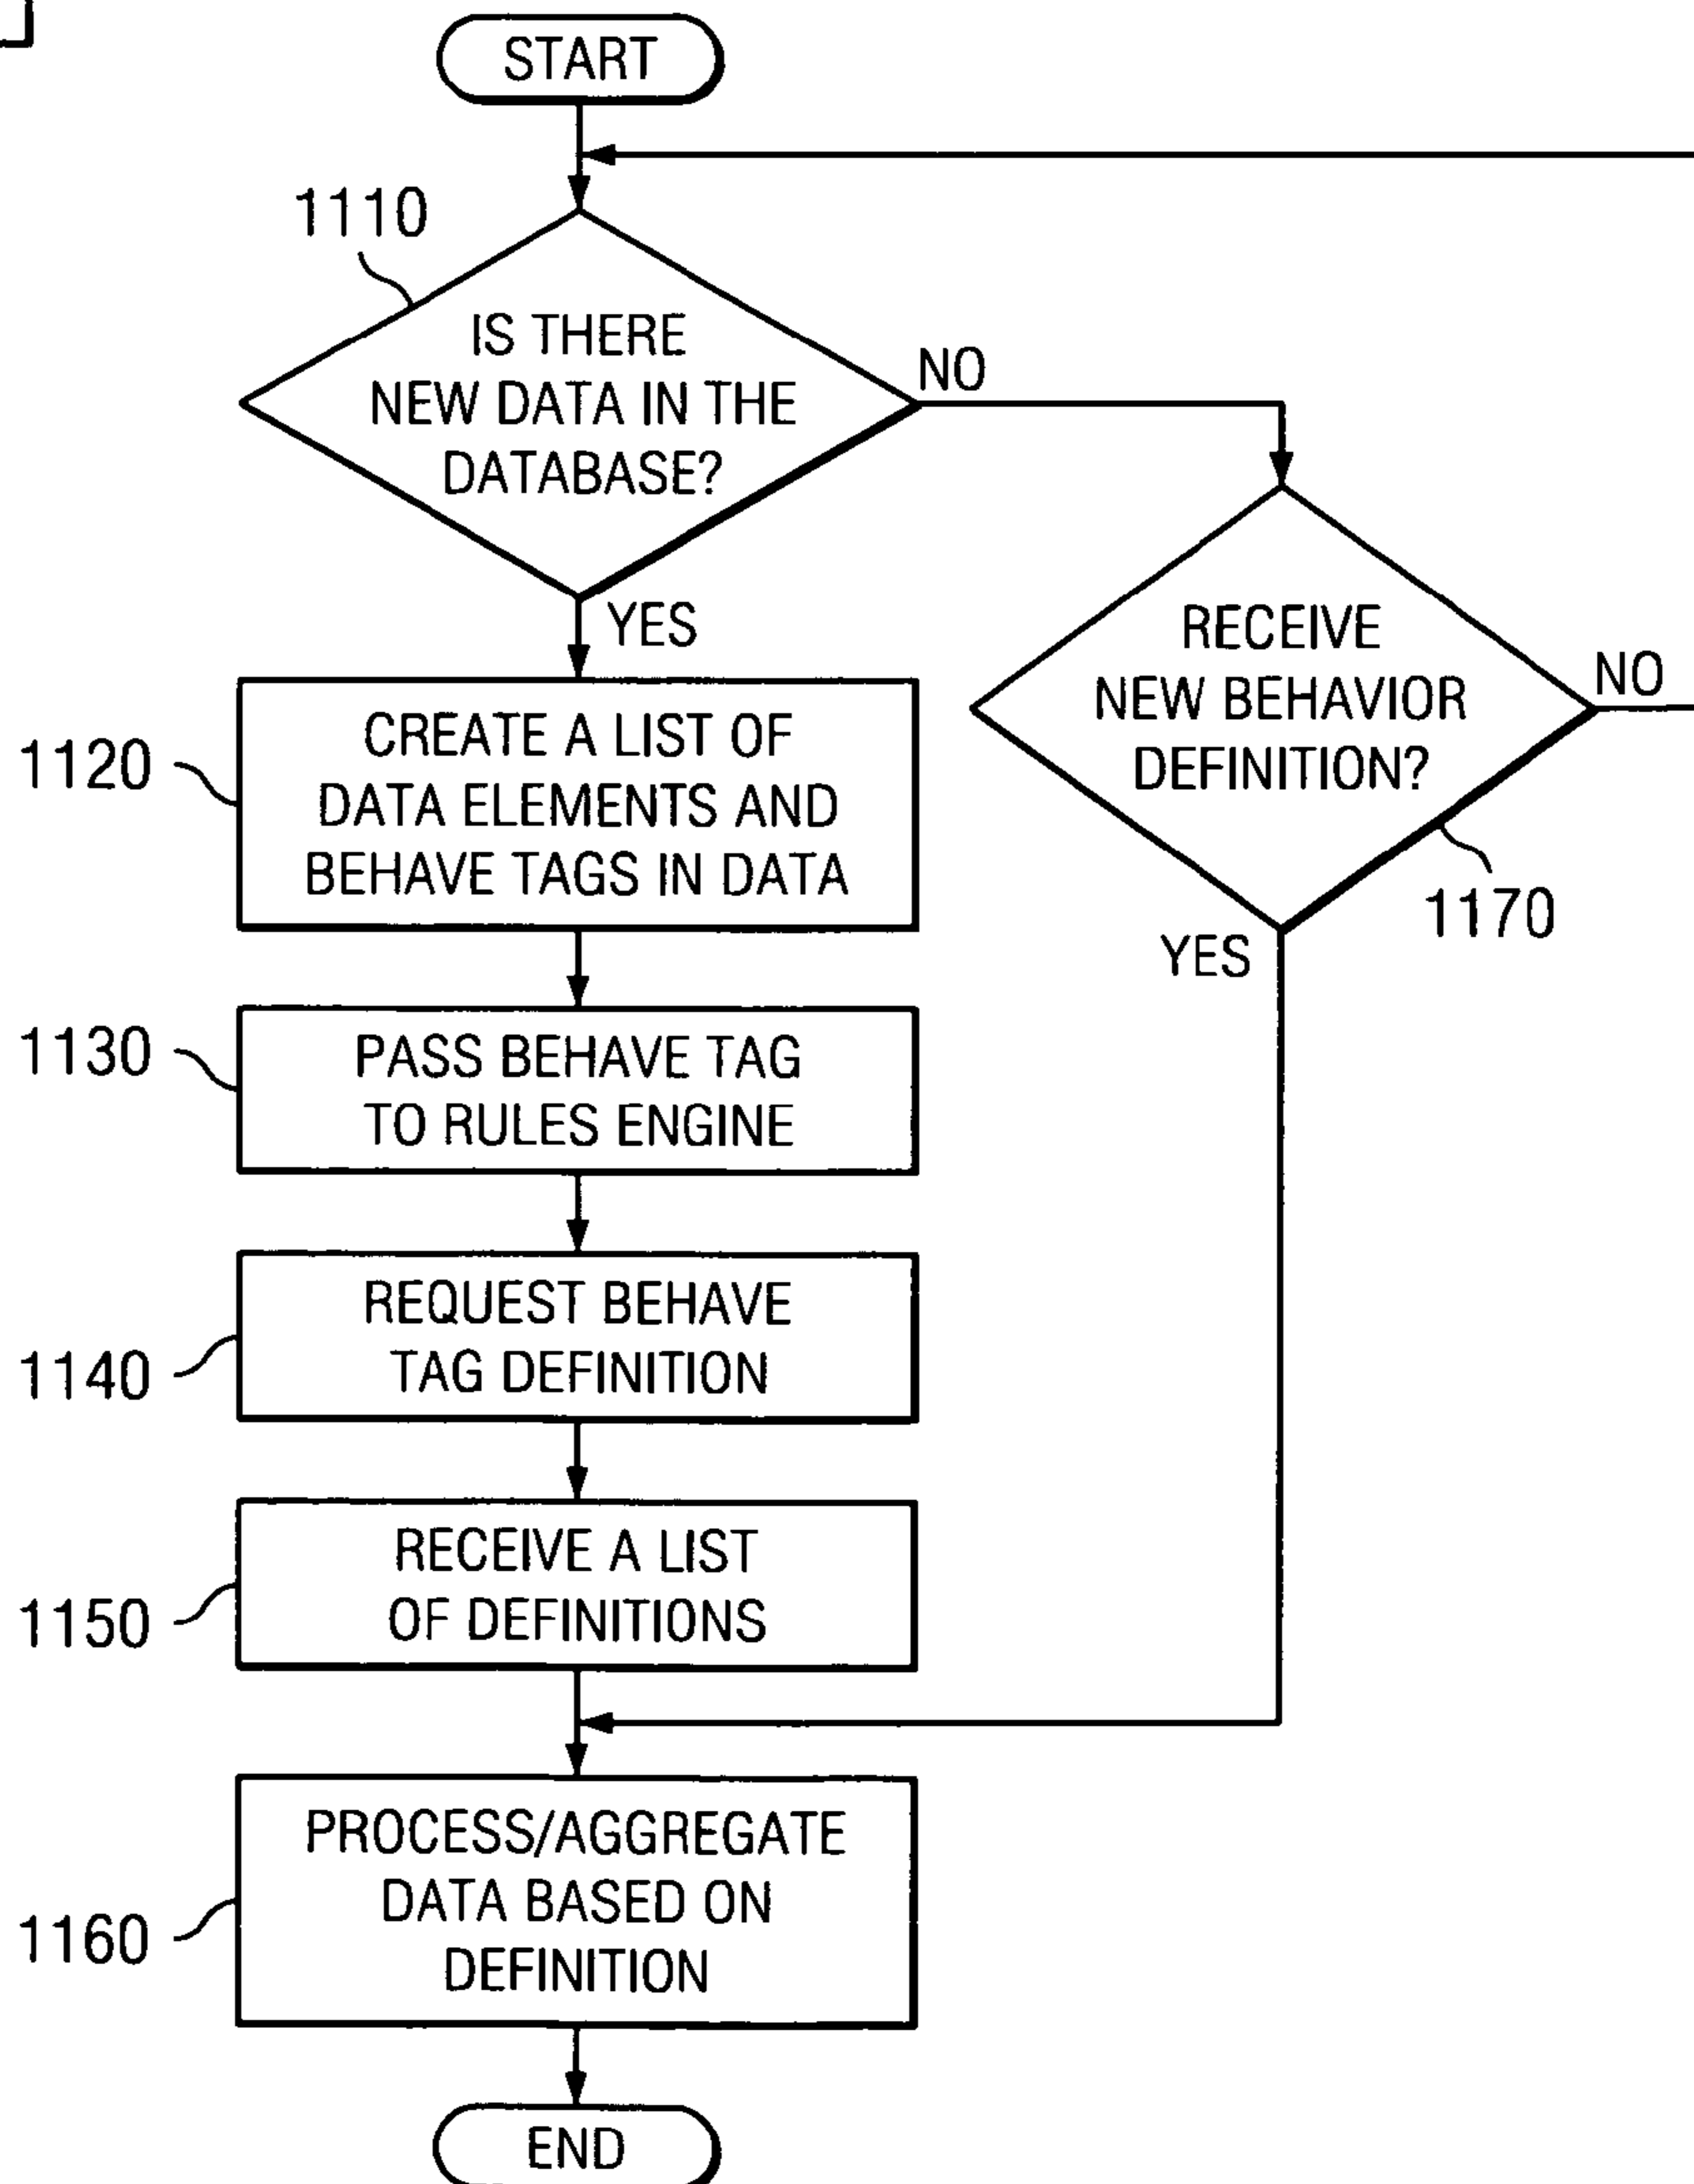 START
1110
IS THERE
NEW DATA IN THE
DATABASE?
NO
YES
RECEIVE
NEW BEHAVIOR
DEFINITION?
NO
1170
YES
1120
CREATE A LIST OF
DATA ELEMENTS AND
BEHAVE TAGS IN DATA
1130
PASS BEHAVE TAG
TO RULES ENGINE
1140
REQUEST BEHAVE
TAG DEFINITION
1150
RECEIVE A LIST
OF DEFINITIONS
1160
PROCESS/AGGREGATE
DATA BASED ON
DEFINITION
END